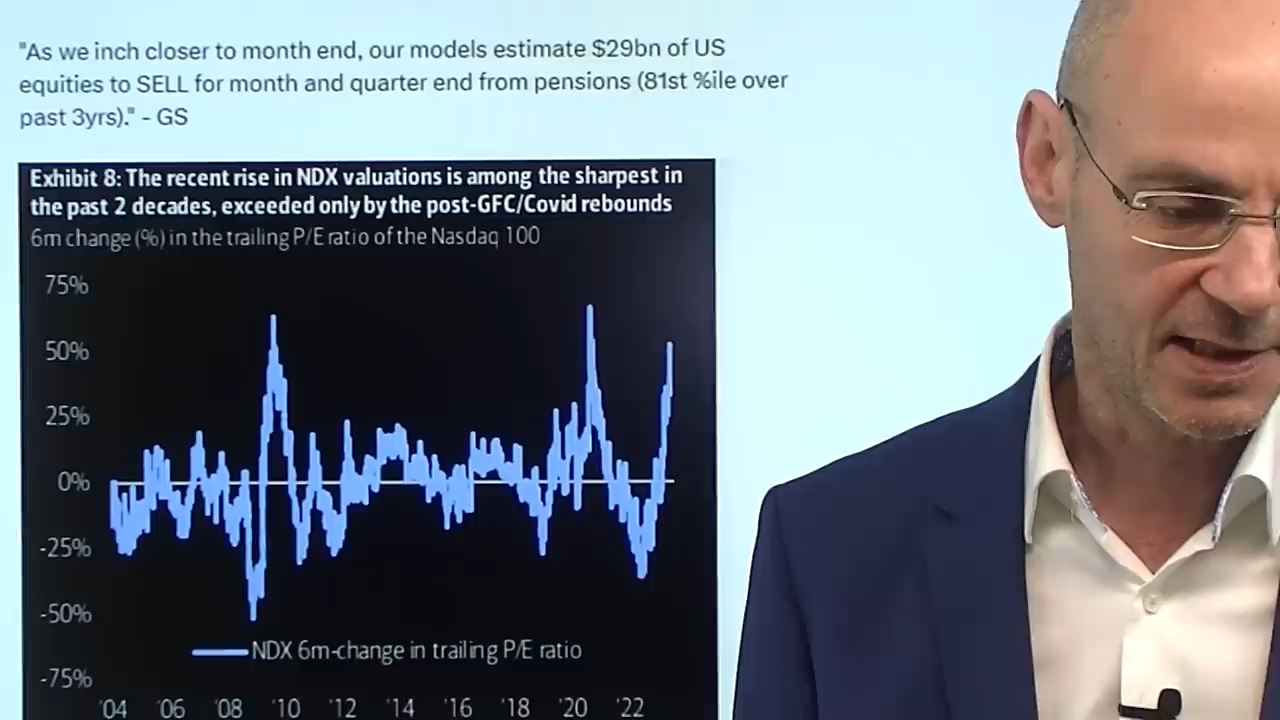 "As we inch closer to month end, our models estimate $29bn of US
equities to SELL for month and quarter end from pensions (81st %ile over
past 3yrs)." - GS
Exhibit 8: The recent rise in NDX valuations is among the sharpest in
the past 2 decades, exceeded only by the post-GFC/Covid rebounds
6m change (%) in the trailing P/E ratio of the Nasdaq 100
75%
50%
25%
0%
-25%
-50%
-75%
NDX 6m-change in trailing P/E ratio
'04 '06 '08 '10 '12 '14 '16 '18 '20 '22